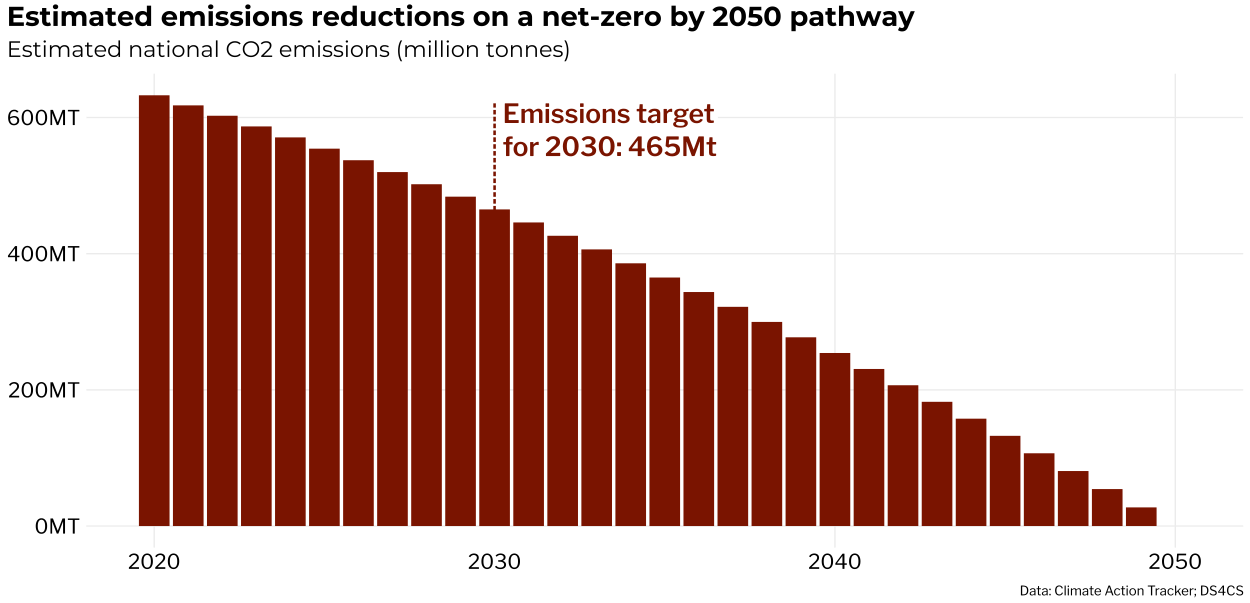 Estimated emissions reductions on a net-zero by 2050 pathway
Estimated national CO2 emissions (million tonnes)
600MT
Emissions target
for 2030: 465Mt
400MT
200MT
0MT
2020
2030
2040
2050
Data: Climate Action Tracker; DS4CS